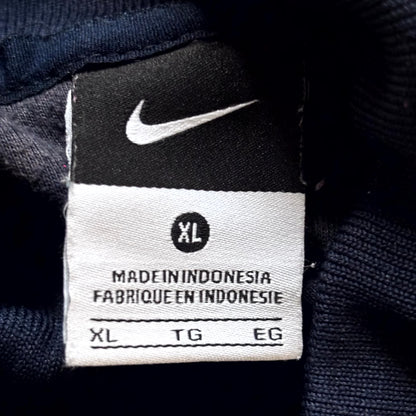 XL
MADE IN INDONESIA
FABRIQUE EN INDONESIE
XL TG EG